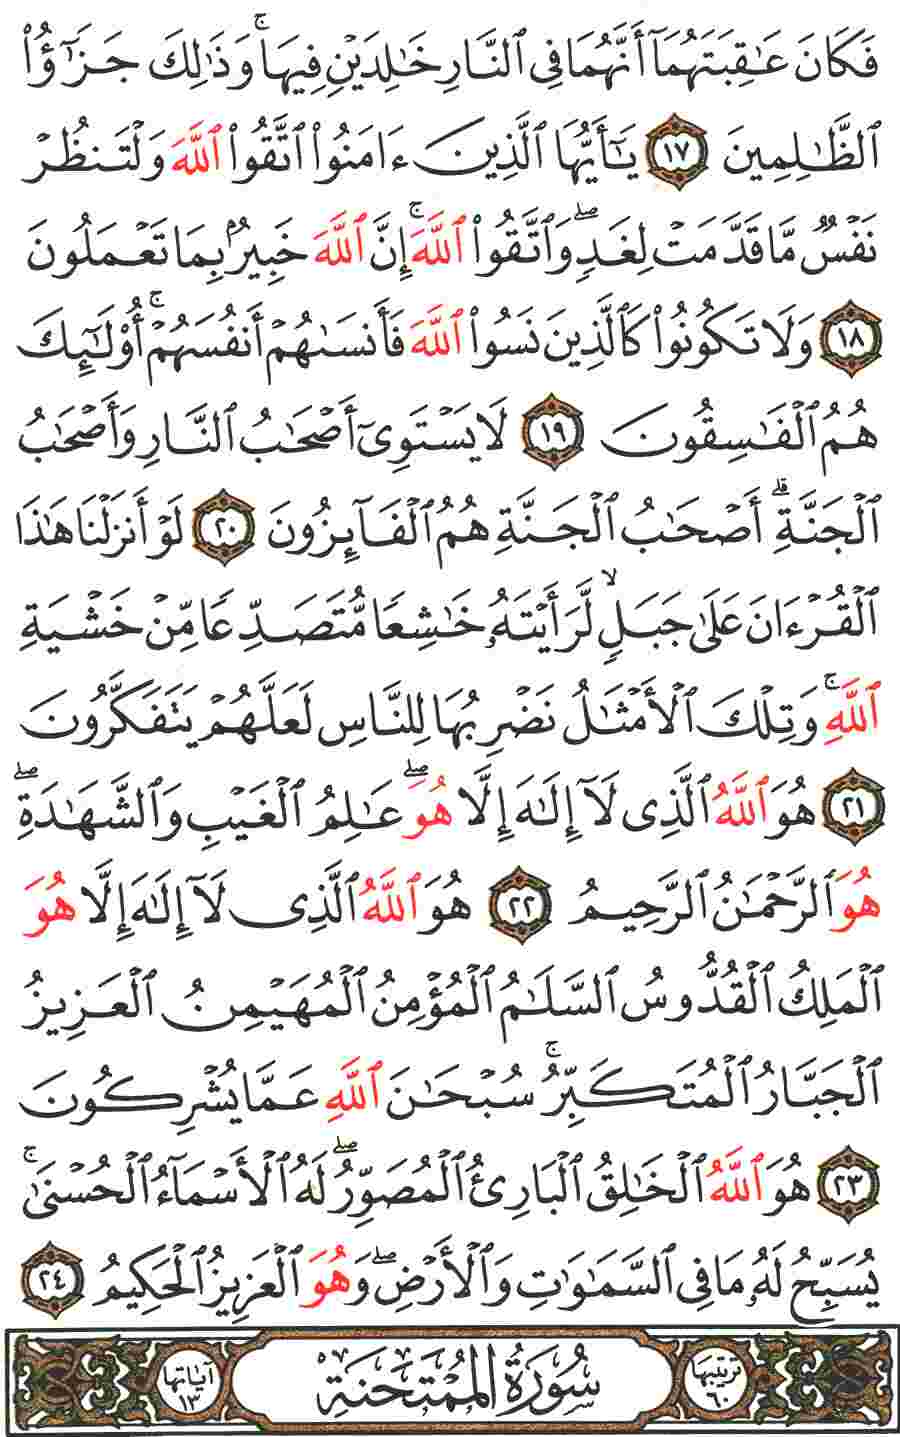 فَكَانَ عَٰقِبَتَهُمَآ أَنَّهُمَا فِى ٱلنَّارِ خَٰلِدَيْنِ فِيهَا ۚ وَذَٰلِكَ جَزَٰٓؤُا۟
ٱلظَّٰلِمِينَ ١٧ يَٰٓأَيُّهَا ٱلَّذِينَ ءَامَنُوا۟ ٱتَّقُوا۟ ٱللَّهَ وَلْتَنظُرْ
نَفْسٌ مَّا قَدَّمَتْ لِغَدٍ ۖ وَٱتَّقُوا۟ ٱللَّهَ ۚ إِنَّ ٱللَّهَ خَبِيرٌۢ بِمَا تَعْمَلُونَ
١٨ وَلَا تَكُونُوا۟ كَٱلَّذِينَ نَسُوا۟ ٱللَّهَ فَأَنسَىٰهُمْ أَنفُسَهُمْ ۚ أُو۟لَٰٓئِكَ
هُمُ ٱلْفَٰسِقُونَ ١٩ لَا يَسْتَوِىٓ أَصْحَٰبُ ٱلنَّارِ وَأَصْحَٰبُ
ٱلْجَنَّةِ ۚ أَصْحَٰبُ ٱلْجَنَّةِ هُمُ ٱلْفَآئِزُونَ ٢٠ لَوْ أَنزَلْنَا هَٰذَا
ٱلْقُرْءَانَ عَلَىٰ جَبَلٍ لَّرَأَيْتَهُۥ خَٰشِعًا مُّتَصَدِّعًا مِّنْ خَشْيَةِ
ٱللَّهِ ۚ وَتِلْكَ ٱلْأَمْثَٰلُ نَضْرِبُهَا لِلنَّاسِ لَعَلَّهُمْ يَتَفَكَّرُونَ
٢١ هُوَ ٱللَّهُ ٱلَّذِى لَآ إِلَٰهَ إِلَّا هُوَ ۖ عَٰلِمُ ٱلْغَيْبِ وَٱلشَّهَٰدَةِ ۖ
هُوَ ٱلرَّحْمَٰنُ ٱلرَّحِيمُ ٢٢ هُوَ ٱللَّهُ ٱلَّذِى لَآ إِلَٰهَ إِلَّا هُوَ
ٱلْمَلِكُ ٱلْقُدُّوسُ ٱلسَّلَٰمُ ٱلْمُؤْمِنُ ٱلْمُهَيْمِنُ ٱلْعَزِيزُ
ٱلْجَبَّارُ ٱلْمُتَكَبِّرُ ۚ سُبْحَٰنَ ٱللَّهِ عَمَّا يُشْرِكُونَ
٢٣ هُوَ ٱللَّهُ ٱلْخَٰلِقُ ٱلْبَارِئُ ٱلْمُصَوِّرُ ۖ لَهُ ٱلْأَسْمَآءُ ٱلْحُسْنَىٰ ۚ
يُسَبِّحُ لَهُۥ مَا فِى ٱلسَّمَٰوَٰتِ وَٱلْأَرْضِ ۖ وَهُوَ ٱلْعَزِيزُ ٱلْحَكِيمُ ٢٤
ترتيبها ٦٠ سُورَةُ الْمُمْتَحنَةِ آياتها ١٣